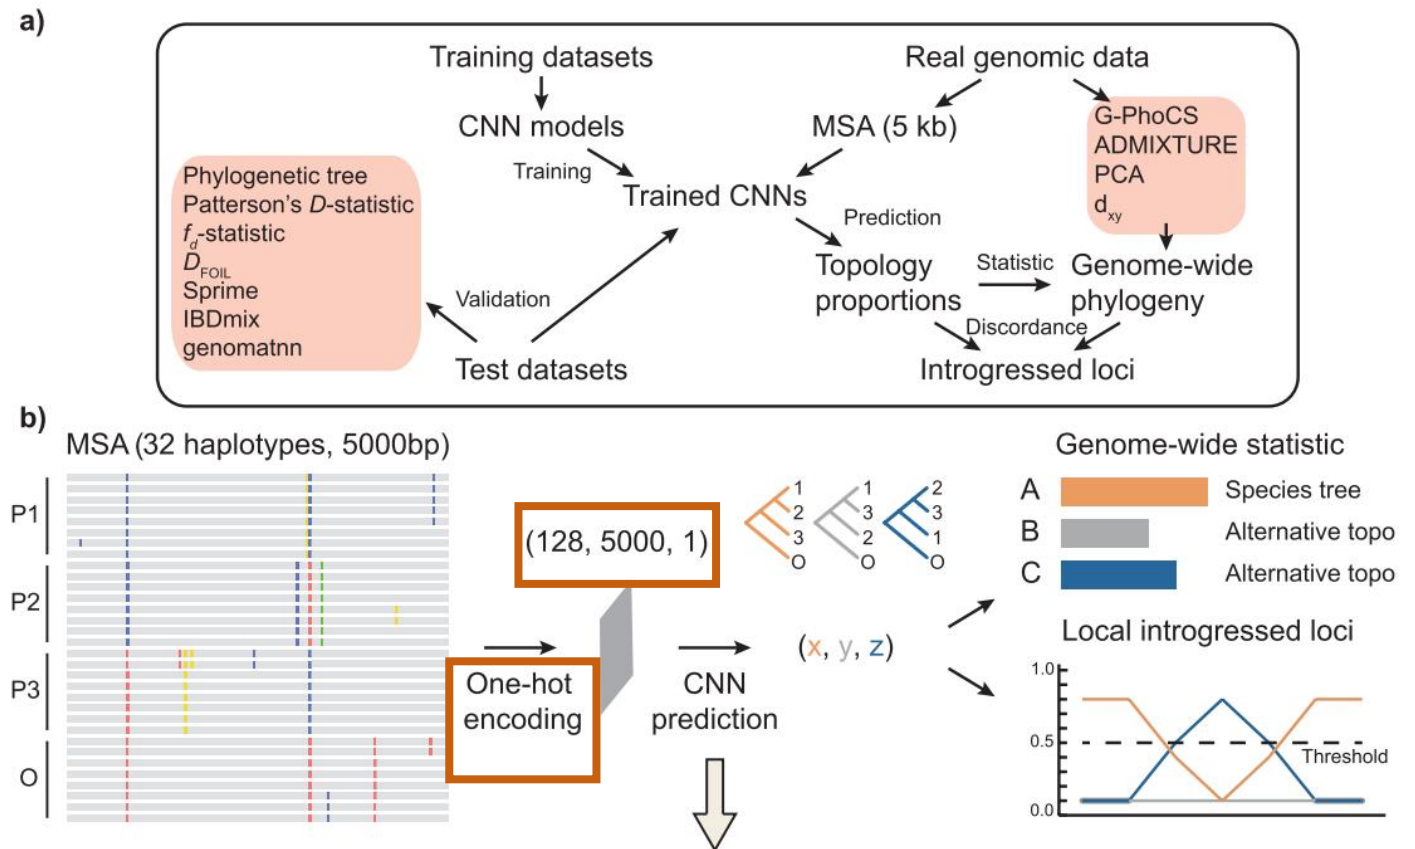 a)
Training datasets
CNN models
Training
Real genomic data
MSA (5 kb)
G-PhoCS
ADMIXTURE
PCA
dxy
Phylogenetic tree
Patterson's D-statistic
fd-statistic
DFOIL
Sprime
IBDmix
genomatnn
Trained CNNs
Prediction
Validation
Test datasets
Topology
proportions
Statistic
Genome-wide
phylogeny
Discordance
Introgressed loci
b)
MSA (32 haplotypes, 5000bp)
P1
P2
P3
O
(128, 5000, 1)
One-hot
encoding
CNN
prediction
1
2
3
O
1
3
2
O
2
3
1
O
(x, y, z)
Genome-wide statistic
A Species tree
B Alternative topo
C Alternative topo
Local introgressed loci
1.0
0.5
Threshold
0.0